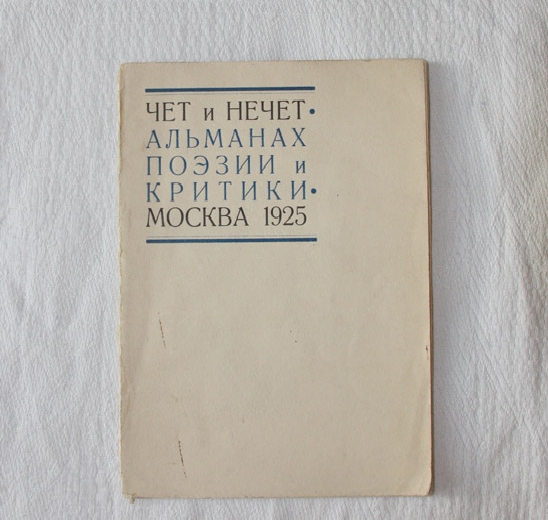 ЧЕТ и НЕЧЕТ•
АЛЬМАНАХ
ПОЭЗИИ и
КРИТИКИ•
МОСКВА 1925